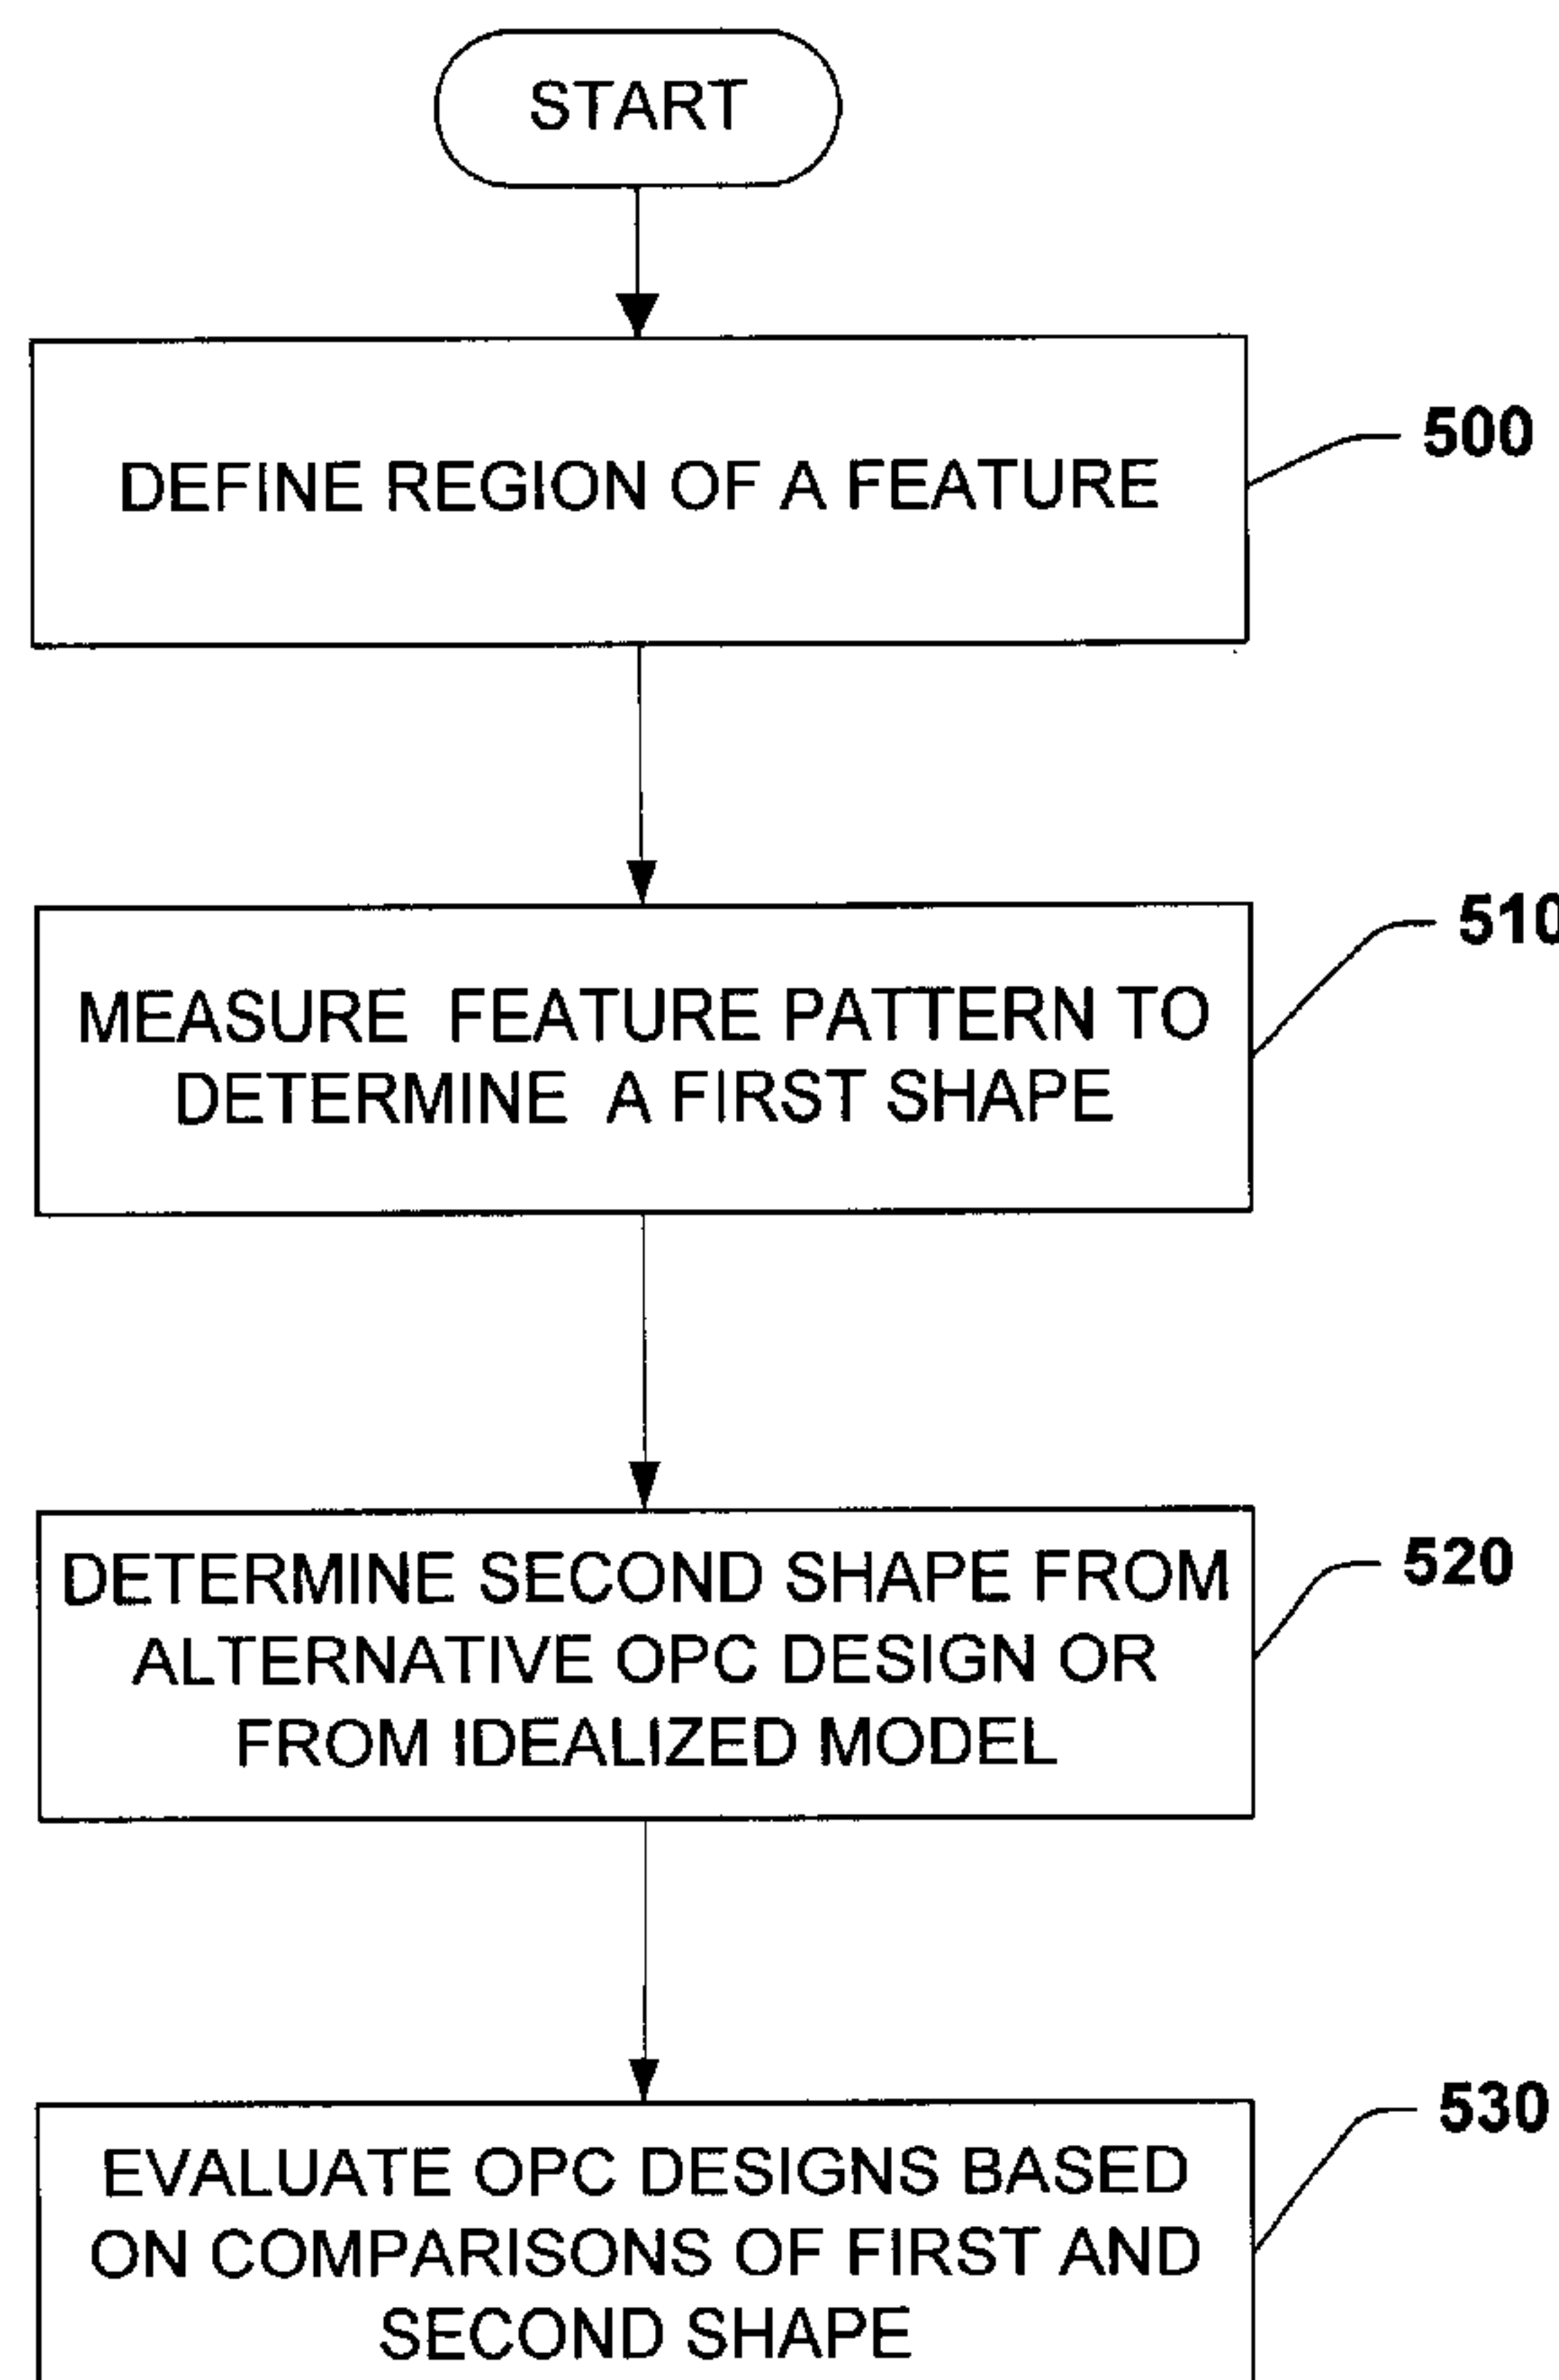 START
DEFINE REGION OF A FEATURE
500
MEASURE FEATURE PATTERN TO
DETERMINE A FIRST SHAPE
510
DETERMINE SECOND SHAPE FROM
ALTERNATIVE OPC DESIGN OR
FROM IDEALIZED MODEL
520
EVALUATE OPC DESIGNS BASED
ON COMPARISONS OF FIRST AND
SECOND SHAPE
530